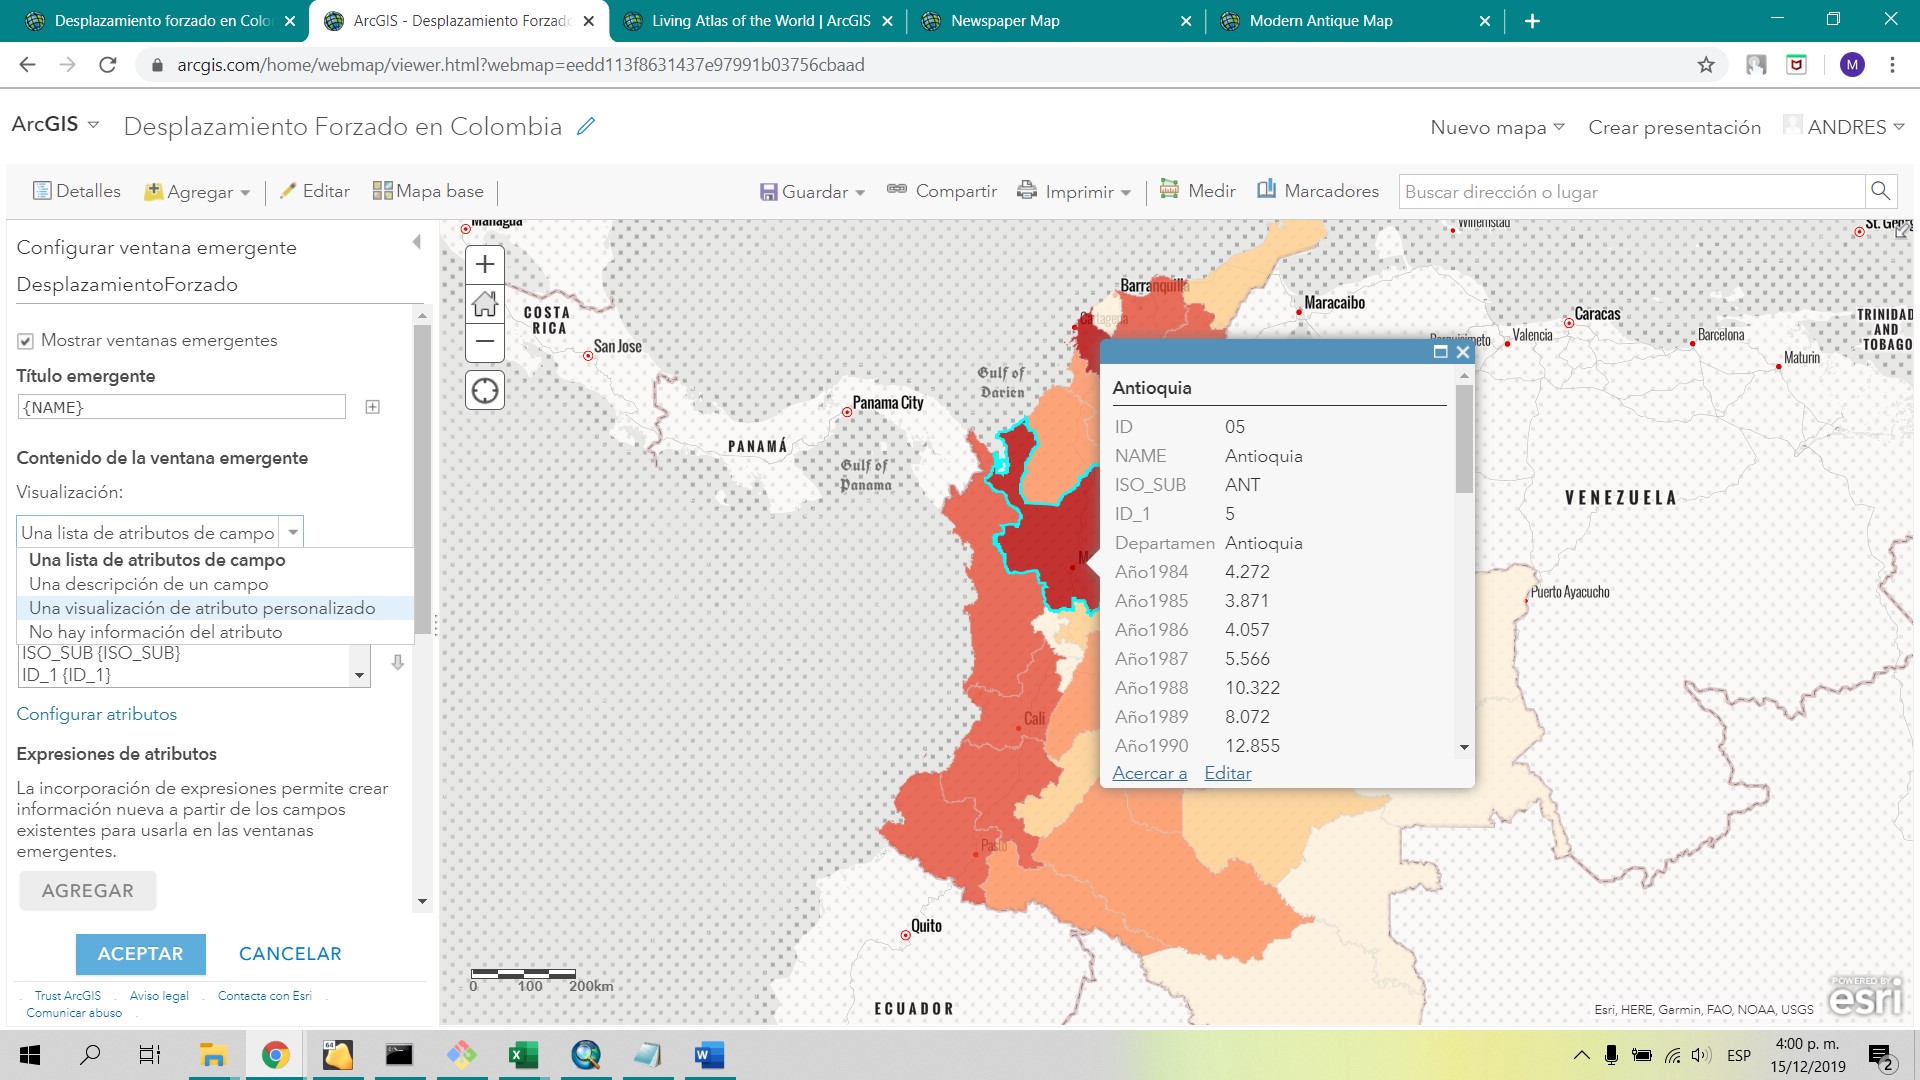 Desplazamiento forzado en Colo
ArcGIS - Desplazamiento Forzado
Living Atlas of the World | ArcGIS
Newspaper Map
Modern Antique Map
arcgis.com/home/webmap/viewer.html?webmap=eedd113f8631437e97991b03756cbaad
M
ArcGIS
Desplazamiento Forzado en Colombia
Nuevo mapa
Crear presentación
ANDRES
Detalles
Agregar
Editar
Mapa base
Guardar
Compartir
Imprimir
Medir
Marcadores
Buscar dirección o lugar
Configurar ventana emergente
DesplazamientoForzado
Mostrar ventanas emergentes
Título emergente
{NAME}
Contenido de la ventana emergente
Visualización:
Una lista de atributos de campo
Una lista de atributos de campo
Una descripción de un campo
Una visualización de atributo personalizado
No hay información del atributo
ISO_SUB {ISO_SUB}
ID_1 {ID_1}
Configurar atributos
Expresiones de atributos
La incorporación de expresiones permite crear
información nueva a partir de los campos
existentes para usarla en las ventanas
emergentes.
AGREGAR
ACEPTAR
CANCELAR
Trust ArcGIS
Aviso legal
Contacta con Esri
Comunicar abuso
Managua
COSTA
RICA
San Jose
Panama City
PANAMÁ
Gulf of
Darien
Gulf of
Panama
Barranquilla
Cartagena
Maracaibo
Willemstad
Caracas
Valencia
Barquisimeto
Barcelona
Maturin
TRINIDAD
AND
TOBAGO
VENEZUELA
Puerto Ayacucho
M
Cali
Pasto
Quito
ECUADOR
0 100 200km
Antioquia
ID 05
NAME Antioquia
ISO_SUB ANT
ID_1 5
Departamen Antioquia
Año1984 4.272
Año1985 3.871
Año1986 4.057
Año1987 5.566
Año1988 10.322
Año1989 8.072
Año1990 12.855
Acercar a
Editar
Esri, HERE, Garmin, FAO, NOAA, USGS
POWERED BY
esri
64
ESP
4:00 p. m.
15/12/2019
2